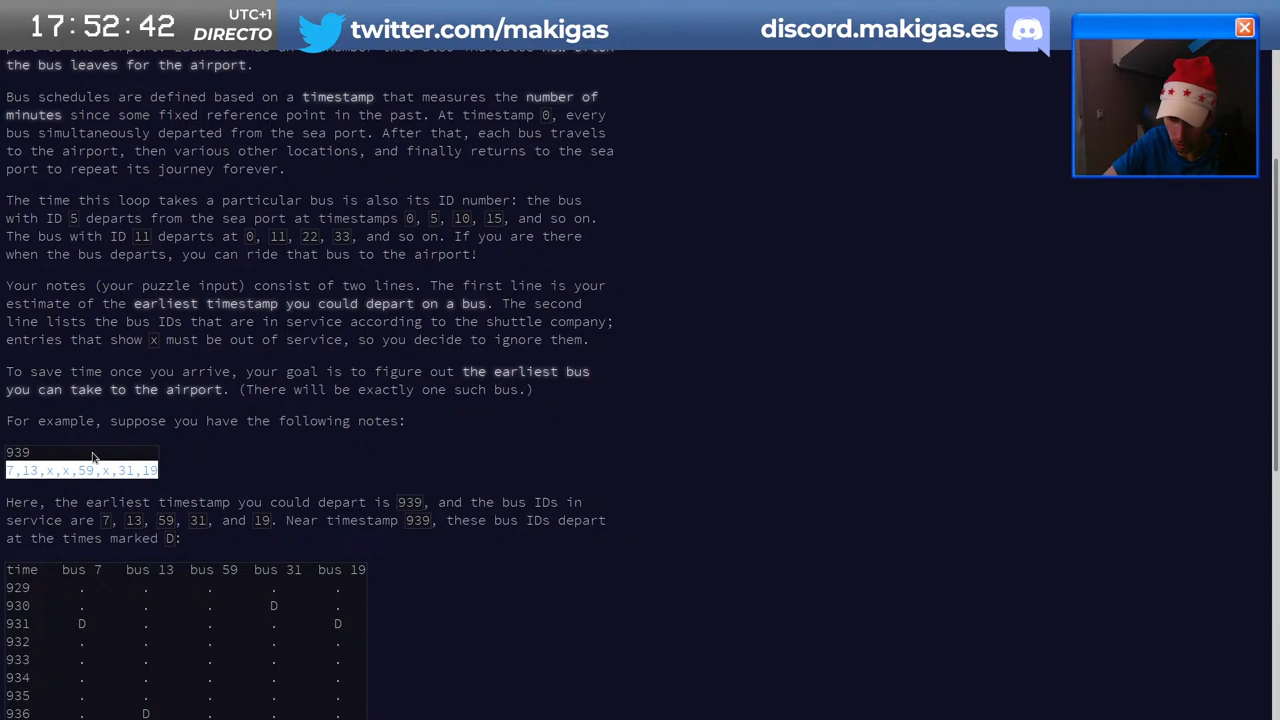 17:52:42
UTC+1
DIRECTO
twitter.com/makigas
discord.makigas.es
the bus leaves for the airport.
Bus schedules are defined based on a timestamp that measures the number of
minutes since some fixed reference point in the past. At timestamp 0, every
bus simultaneously departed from the sea port. After that, each bus travels
to the airport, then various other locations, and finally returns to the sea
port to repeat its journey forever.
The time this loop takes a particular bus is also its ID number: the bus
with ID 5 departs from the sea port at timestamps 0, 5, 10, 15, and so on.
The bus with ID 11 departs at 0, 11, 22, 33, and so on. If you are there
when the bus departs, you can ride that bus to the airport!
Your notes (your puzzle input) consist of two lines. The first line is your
estimate of the earliest timestamp you could depart on a bus. The second
line lists the bus IDs that are in service according to the shuttle company;
entries that show x must be out of service, so you decide to ignore them.
To save time once you arrive, your goal is to figure out the earliest bus
you can take to the airport. (There will be exactly one such bus.)
For example, suppose you have the following notes:
939
7,13,x,x,59,x,31,19
Here, the earliest timestamp you could depart is 939, and the bus IDs in
service are 7, 13, 59, 31, and 19. Near timestamp 939, these bus IDs depart
at the times marked D:
time bus 7 bus 13 bus 59 bus 31 bus 19
929 . . . . .
930 . . . D .
931 D . . . D
932 . . . . .
933 . . . . .
934 . . . . .
935 . . . . .
936 . D . . .